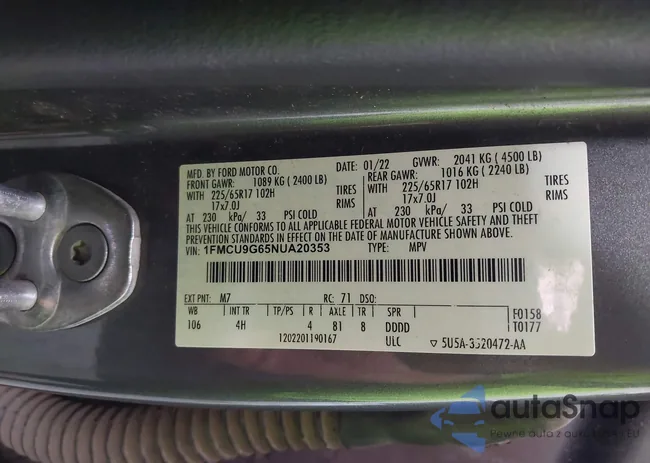 MFD. BY FORD MOTOR CO. DATE: 01/22 GVWR: 2041 KG ( 4500 LB)
FRONT GAWR: 1089 KG ( 2400 LB) REAR GAWR: 1016 KG ( 2240 LB)
WITH 225/65R17 102H TIRES WITH 225/65R17 102H TIRES
17x7.0J RIMS 17x7.0J RIMS
AT 230 kPa/ 33 PSI COLD AT 230 kPa/ 33 PSI COLD
THIS VEHICLE CONFORMS TO ALL APPLICABLE FEDERAL MOTOR VEHICLE SAFETY AND THEFT
PREVENTION STANDARDS IN EFFECT ON THE DATE OF MANUFACTURE SHOWN ABOVE.
VIN: 1FMCU9G65NUA20353 TYPE: MPV
EXT PNT: M7 RC: 71 DSO: F0158
WB INT TR TP/PS R AXLE TR SPR T0177
106 4H 4 81 8 DDDD
1202201190167 ULC ▽ 5U5A-3520472-AA
autoSnap
Pewne auto z